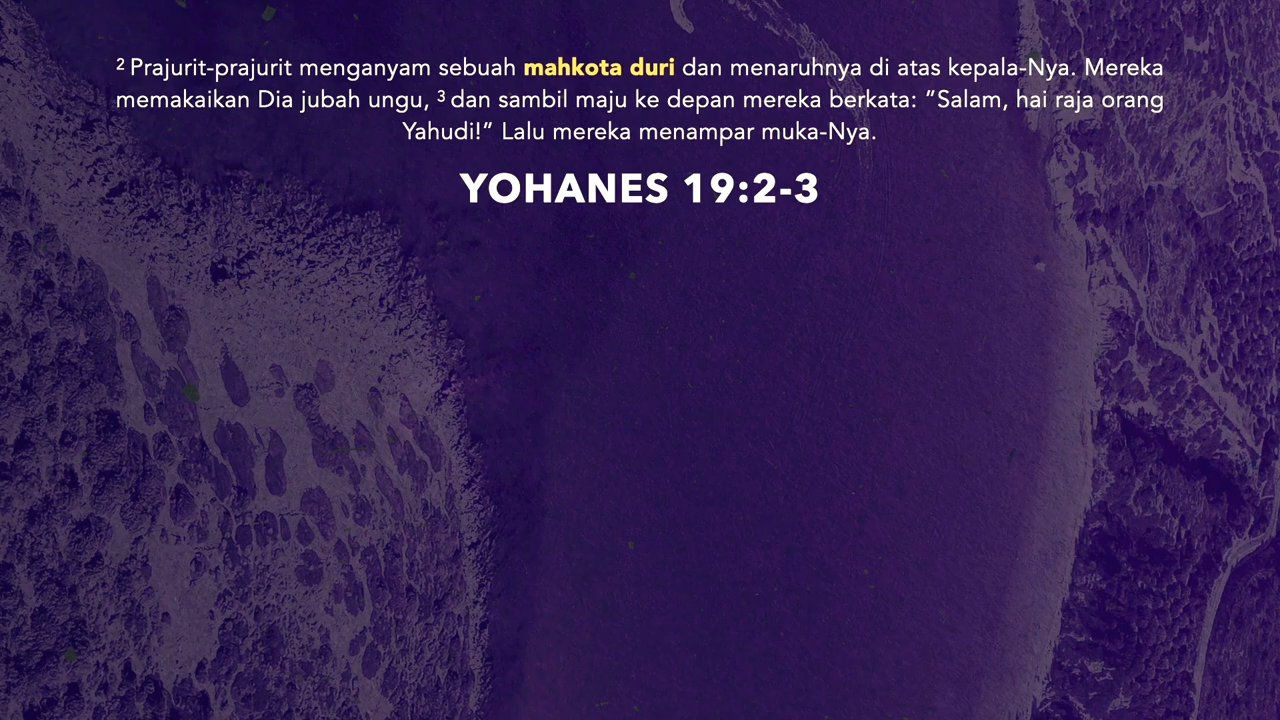 ² Prajurit-prajurit menganyam sebuah mahkota duri dan menaruhnya di atas kepala-Nya. Mereka
memakaikan Dia jubah ungu, ³ dan sambil maju ke depan mereka berkata: “Salam, hai raja orang
Yahudi!” Lalu mereka menampar muka-Nya.
YOHANES 19:2-3